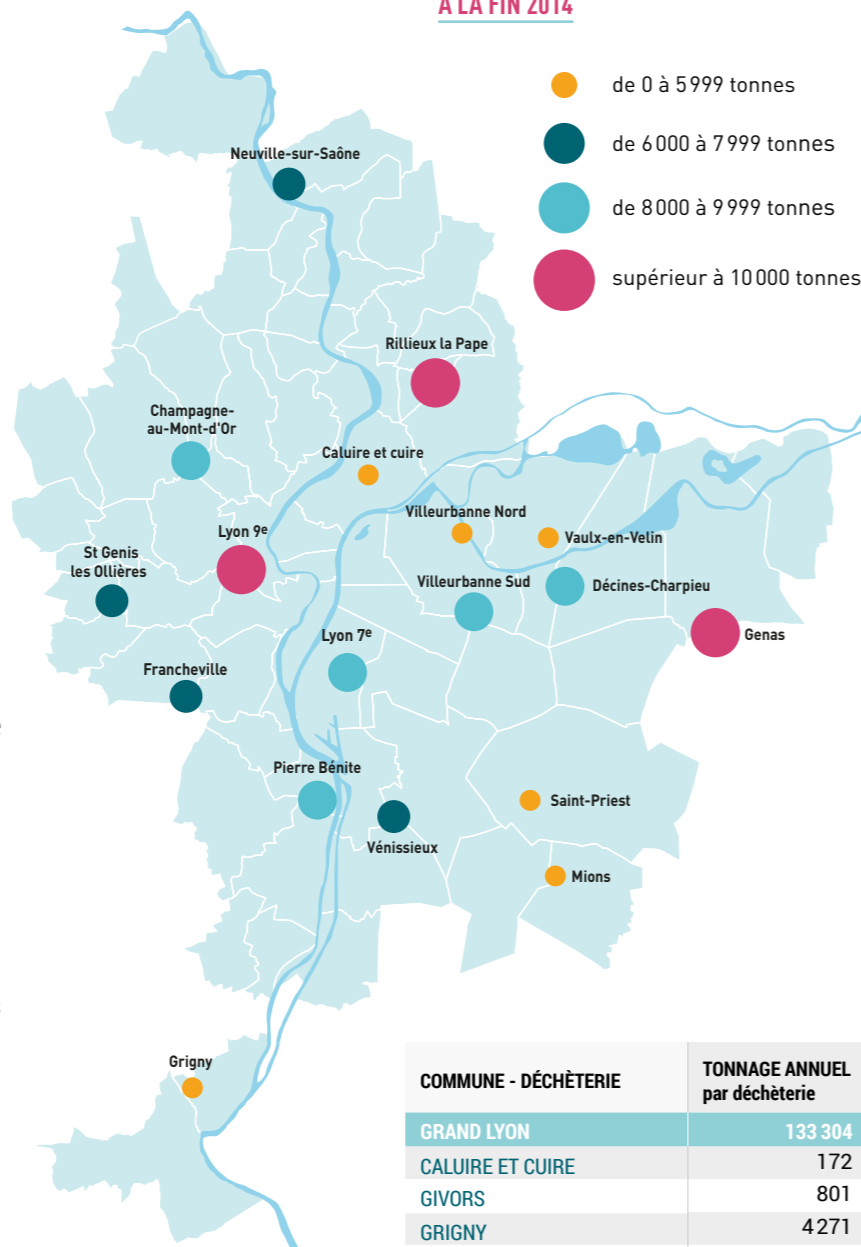 À LA FIN 2014
de 0 à 5 999 tonnes
de 6 000 à 7 999 tonnes
de 8 000 à 9 999 tonnes
supérieur à 10 000 tonnes
Neuville-sur-Saône
Rillieux la Pape
Champagne-
au-Mont-d'Or
Caluire et cuire
Villeurbanne Nord
Vaulx-en-Velin
Lyon 9e
St Genis
les Ollières
Villeurbanne Sud
Décines-Charpieu
Genas
Lyon 7e
Francheville
Pierre Bénite
Saint-Priest
Vénissieux
Mions
Grigny
COMMUNE - DÉCHÈTERIE
TONNAGE ANNUEL
par déchèterie
GRAND LYON 133 304
CALUIRE ET CUIRE 172
GIVORS 801
GRIGNY 4 271